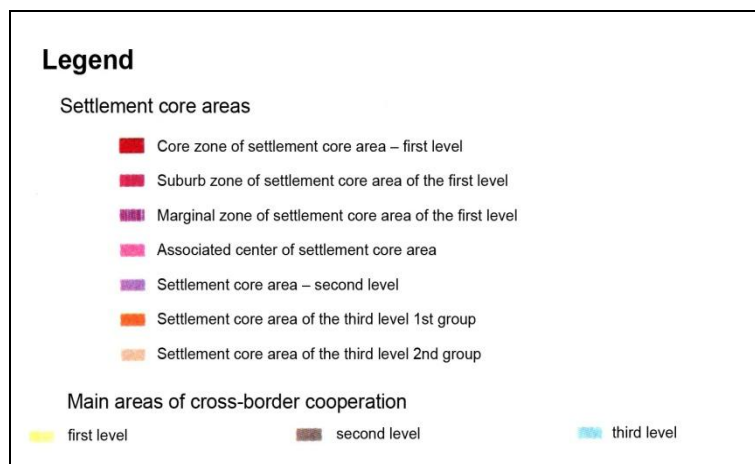 Legend
Settlement core areas
Core zone of settlement core area – first level
Suburb zone of settlement core area of the first level
Marginal zone of settlement core area of the first level
Associated center of settlement core area
Settlement core area – second level
Settlement core area of the third level 1st group
Settlement core area of the third level 2nd group
Main areas of cross-border cooperation
first level second level third level